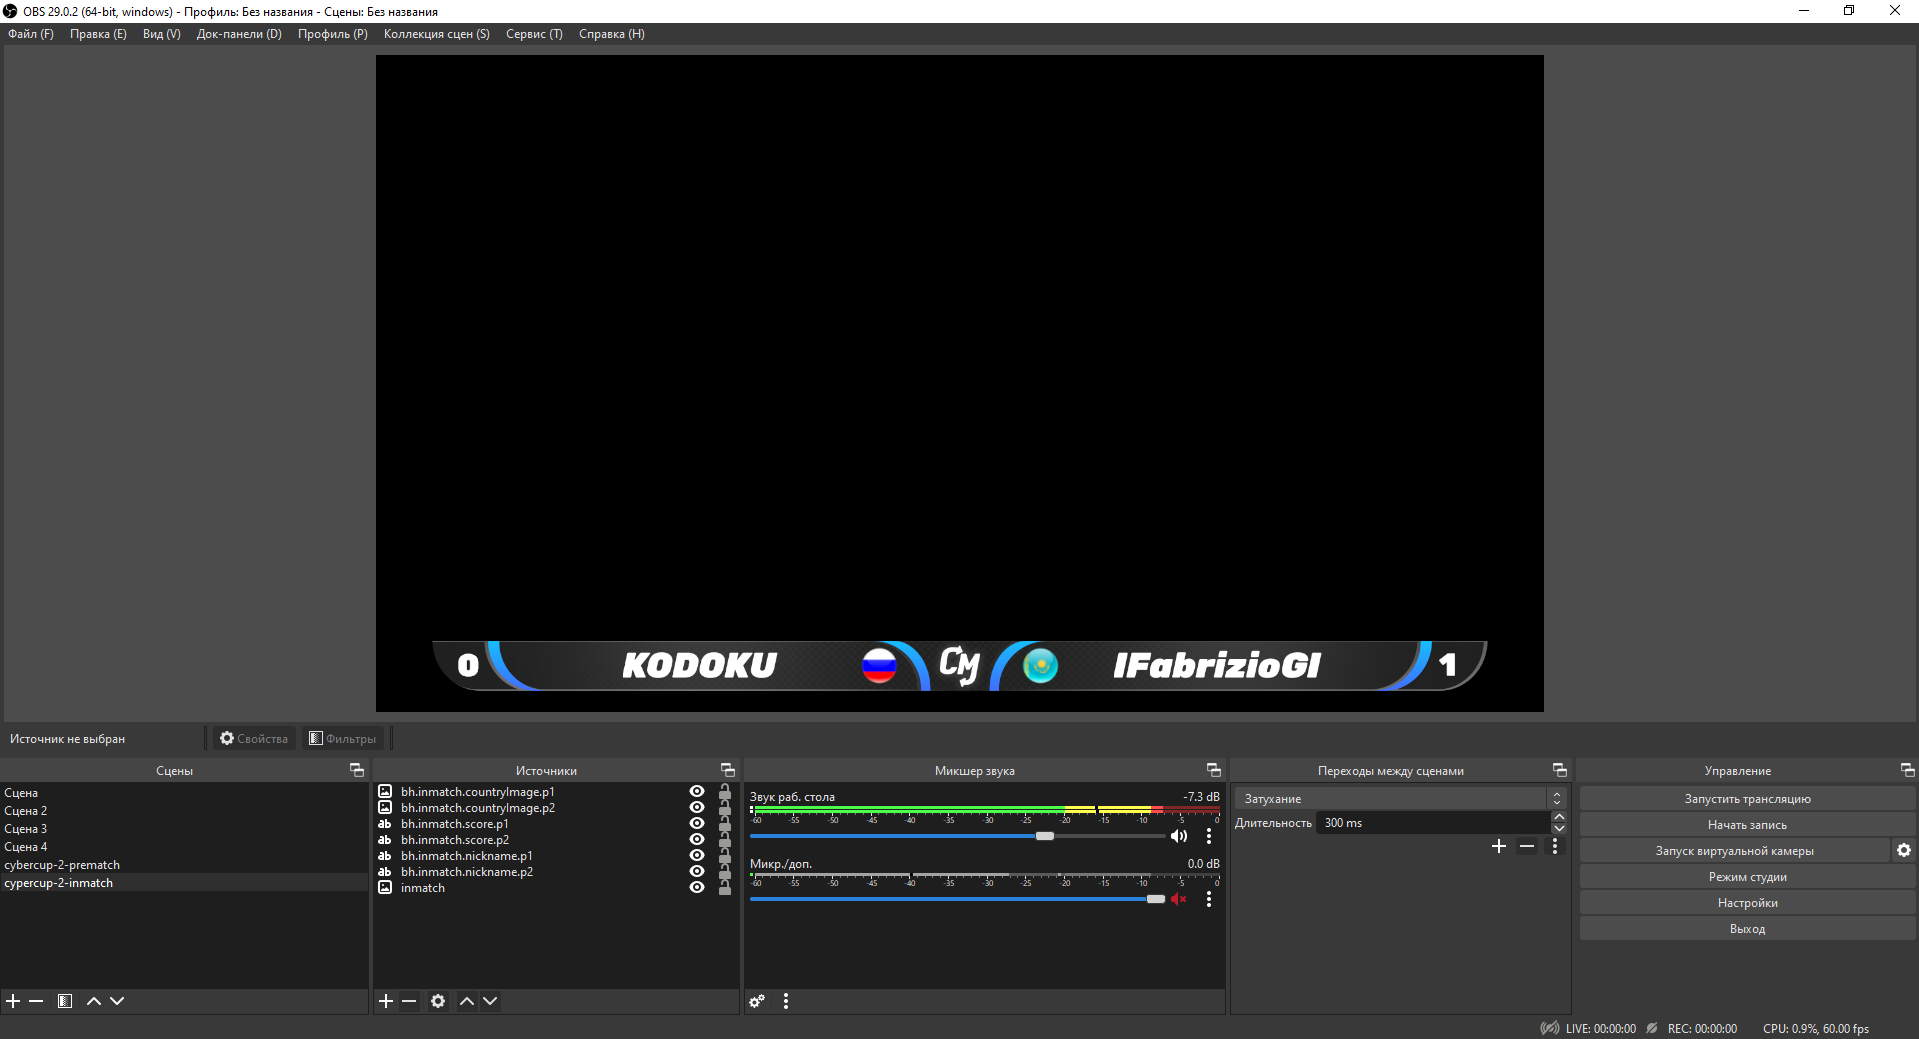 OBS 29.0.2 (64-bit, windows) - Профиль: Без названия - Сцены: Без названия
Файл (F) Правка (E) Вид (V) Док-панели (D) Профиль (P) Коллекция сцен (S) Сервис (T) Справка (H)
0 KODOKU CM IFabrizioGI 1
Источник не выбран Свойства Фильтры
Сцены
Сцена
Сцена 2
Сцена 3
Сцена 4
cybercup-2-prematch
cypercup-2-inmatch
Источники
bh.inmatch.countryImage.p1
bh.inmatch.countryImage.p2
ab bh.inmatch.score.p1
ab bh.inmatch.score.p2
ab bh.inmatch.nickname.p1
ab bh.inmatch.nickname.p2
inmatch
Микшер звука
Звук раб. стола -7.3 dB
-60 -55 -50 -45 -40 -35 -30 -25 -20 -15 -10 -5 0
Микр./доп. 0.0 dB
-60 -55 -50 -45 -40 -35 -30 -25 -20 -15 -10 -5 0
Переходы между сценами
Затухание
Длительность 300 ms
Управление
Запустить трансляцию
Начать запись
Запуск виртуальной камеры
Режим студии
Настройки
Выход
LIVE: 00:00:00 REC: 00:00:00 CPU: 0.9%, 60.00 fps